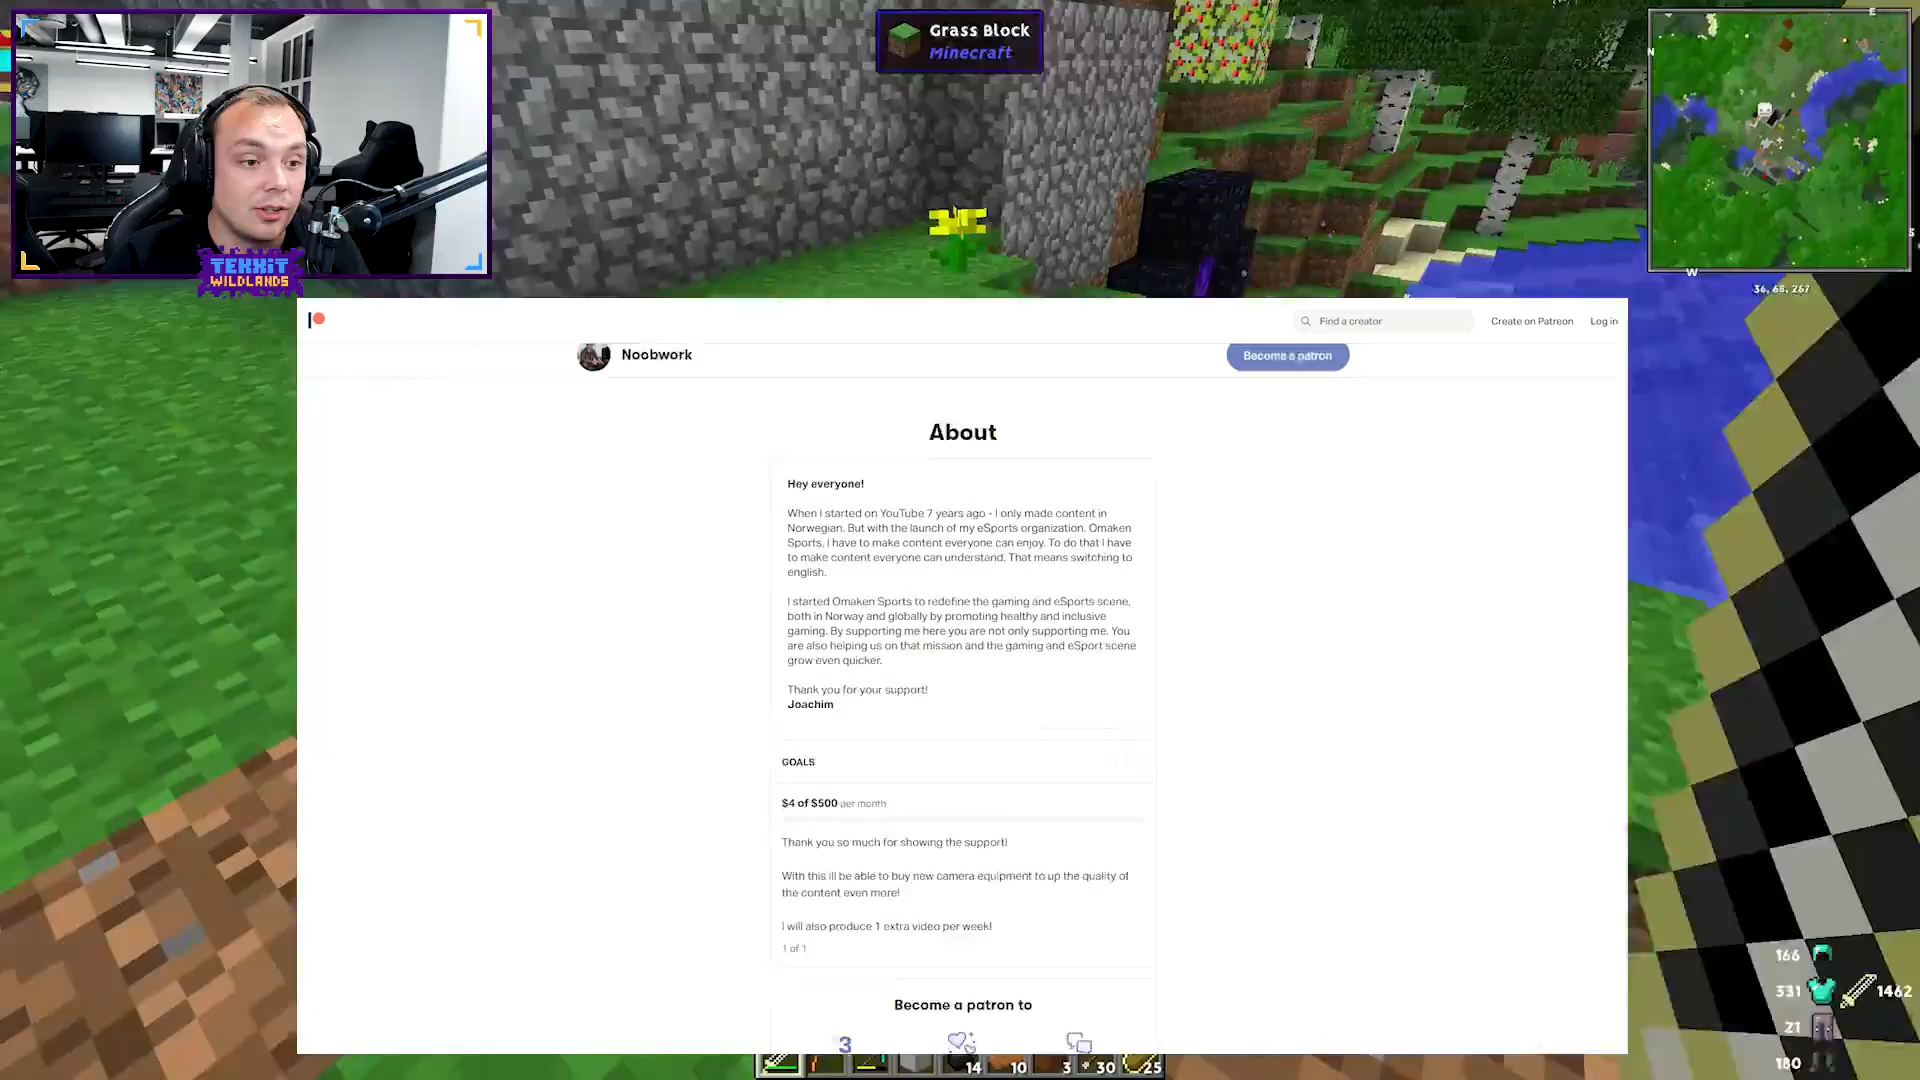 Grass Block
Minecraft
N
E
S
W
36, 68, 267
TEKXIT
WILDLANDS
Find a creator
Create on Patreon
Log in
Noobwork
Become a patron
About
Hey everyone!
When I started on YouTube 7 years ago - I only made content in
Norwegian. But with the launch of my eSports organization, Omaken
Sports, I have to make content everyone can enjoy. To do that I have
to make content everyone can understand. That means switching to
english.
I started Omaken Sports to redefine the gaming and eSports scene,
both in Norway and globally by promoting healthy and inclusive
gaming. By supporting me here you are not only supporting me. You
are also helping us on that mission and the gaming and eSport scene
grow even quicker.
Thank you for your support!
Joachim
GOALS
$4 of $500 per month
Thank you so much for showing the support!
With this ill be able to buy new camera equipment to up the quality of
the content even more!
I will also produce 1 extra video per week!
1 of 1
Become a patron to
3
166
331
1462
21
180
14
10
3
30
25